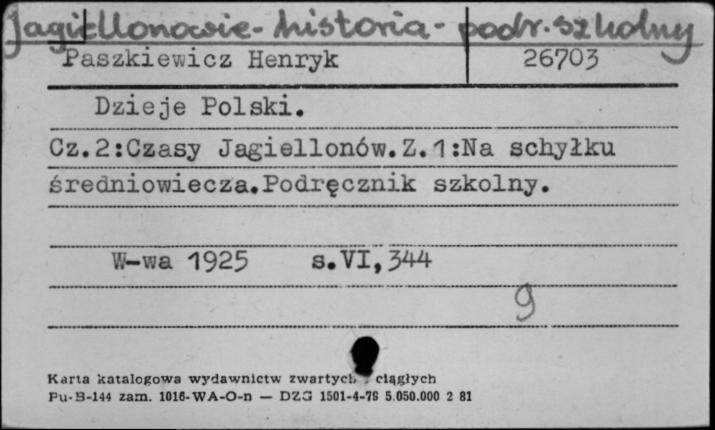 Jagiellonowie - historia - podr. szkolny
Paszkiewicz Henryk 26703
Dzieje Polski.
Cz.2:Czasy Jagiellonów.Z.1:Na schyłku
średniowiecza.Podręcznik szkolny.
W-wa 1925 s.VI,344
9
Karta katalogowa wydawnictw zwartych ciągłych
Pu-B-144 zam. 1016-WA-O-n — DZG 1501-4-78 5.050.000 2 81